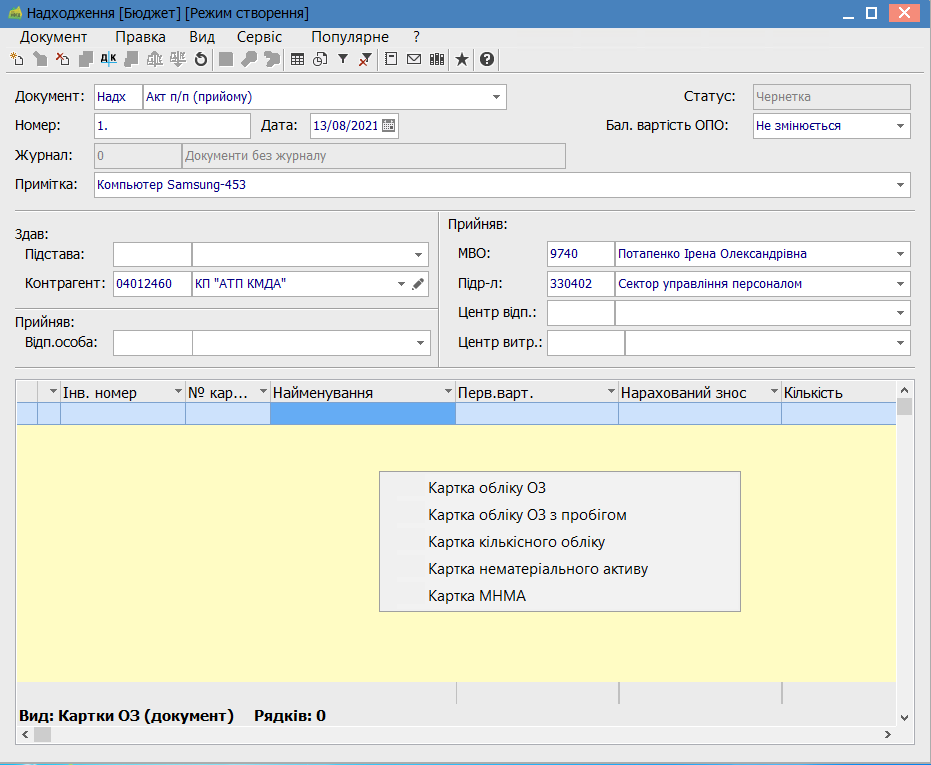 Надходження [Бюджет] [Режим створення]
Документ Правка Вид Сервіс Популярне ?
Документ: Надх Акт п/п (прийому) Статус: Чернетка
Номер: 1. Дата: 13/08/2021 Бал. вартість ОПО: Не змінюється
Журнал: 0 Документи без журналу
Примітка: Компьютер Samsung-453
Здав:
Підстава:
Контрагент: 04012460 КП "АТП КМДА"
Прийняв:
Відп.особа:
Прийняв:
МВО: 9740 Потапенко Ірена Олександрівна
Підр-л: 330402 Сектор управління персоналом
Центр відп.:
Центр витр.:
Інв. номер № кар... Найменування Перв.варт. Нарахований знос Кількість
Картка обліку ОЗ
Картка обліку ОЗ з пробігом
Картка кількісного обліку
Картка нематеріального активу
Картка МНМА
Вид: Картки ОЗ (документ) Рядків: 0